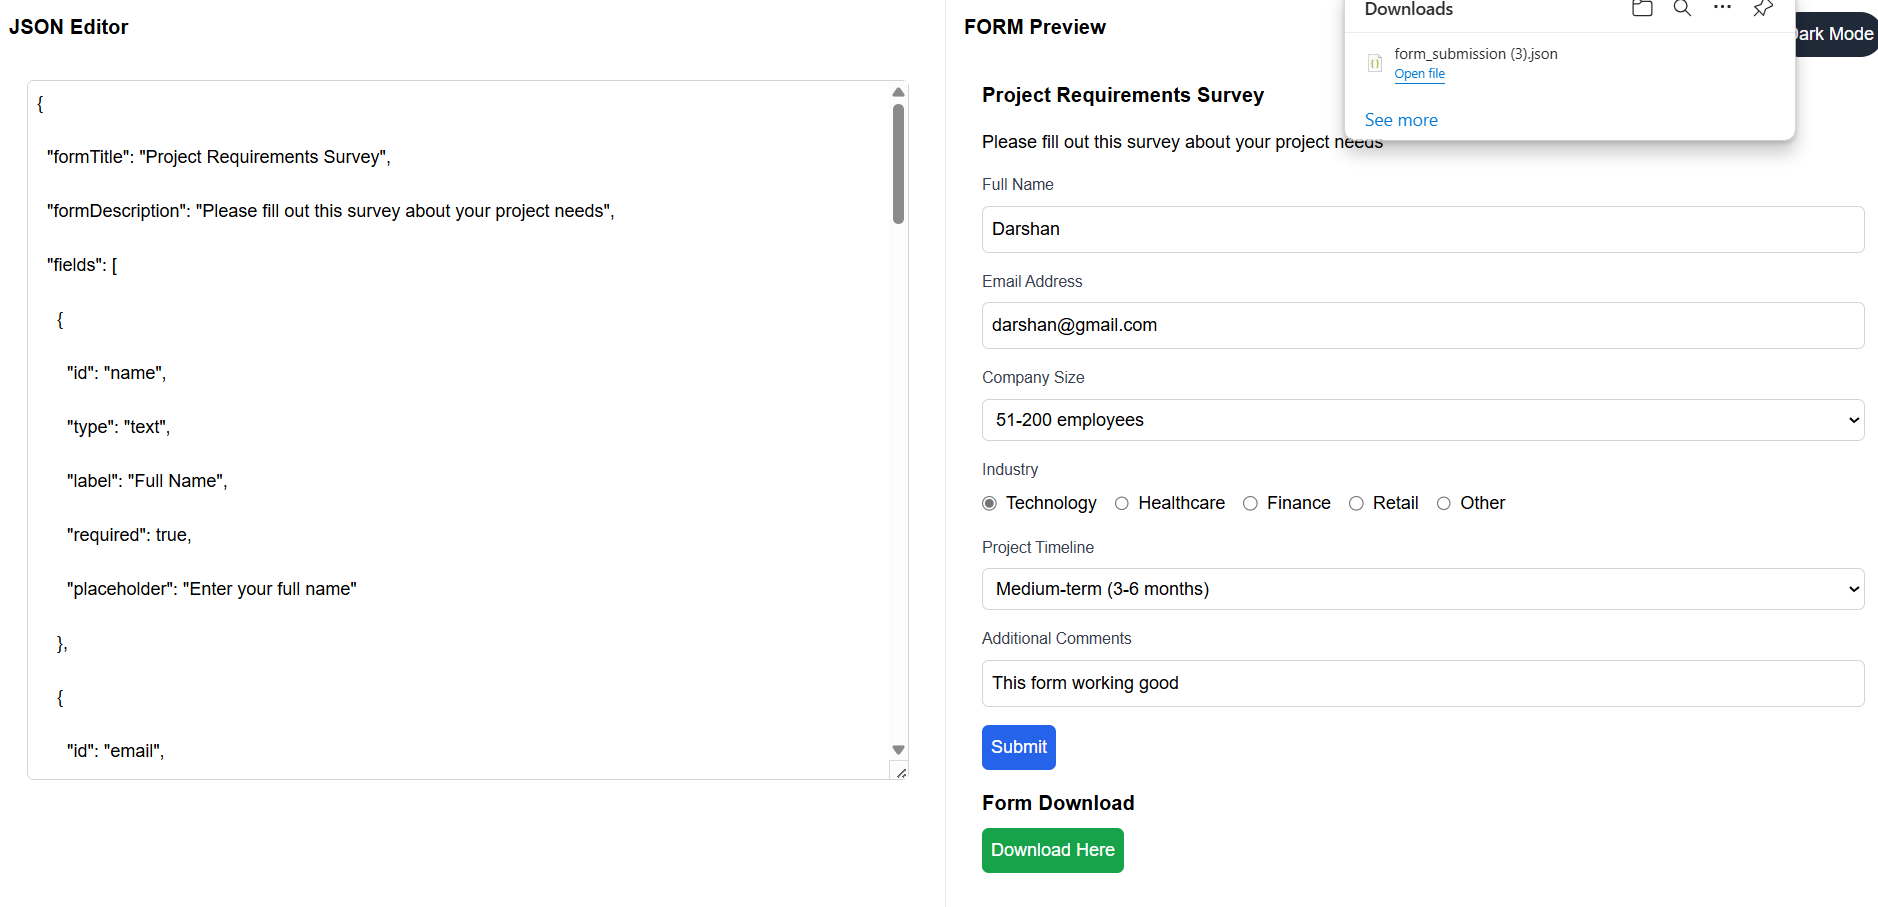 JSON Editor
{
"formTitle": "Project Requirements Survey",
"formDescription": "Please fill out this survey about your project needs",
"fields": [
{
"id": "name",
"type": "text",
"label": "Full Name",
"required": true,
"placeholder": "Enter your full name"
},
{
"id": "email",
FORM Preview
Downloads
form_submission (3).json
Open file
See more
Dark Mode
Project Requirements Survey
Please fill out this survey about your project needs
Full Name
Darshan
Email Address
darshan@gmail.com
Company Size
51-200 employees
Industry
Technology Healthcare Finance Retail Other
Project Timeline
Medium-term (3-6 months)
Additional Comments
This form working good
Submit
Form Download
Download Here